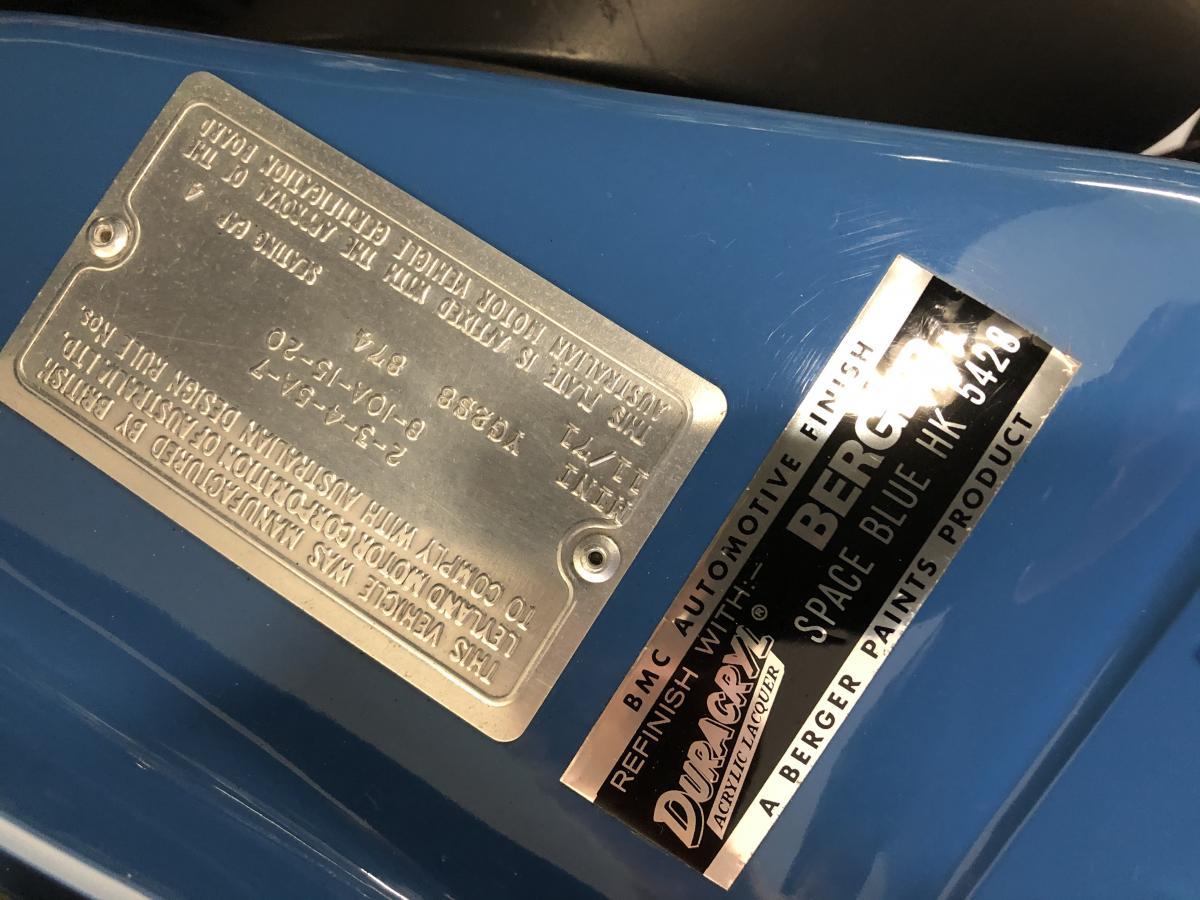 THIS VEHICLE WAS MANUFACTURED BY BRITISH
LEYLAND MOTOR CORPORATION OF AUSTRALIA LTD.
TO COMPLY WITH AUSTRALIAN DESIGN RULE Nos.
2-3-4-5A-7
8-10A-15-20
MINI YG2S8 874
11/71 SEATING CAP 4
THIS PLATE IS AFFIXED WITH THE APPROVAL OF THE
AUSTRALIAN MOTOR VEHICLE CERTIFICATION BOARD
BMC AUTOMOTIVE FINISH
REFINISH WITH:-
DURACRYL®
ACRYLIC LACQUER
BERGER
SPACE BLUE HK 5428
A BERGER PAINTS PRODUCT